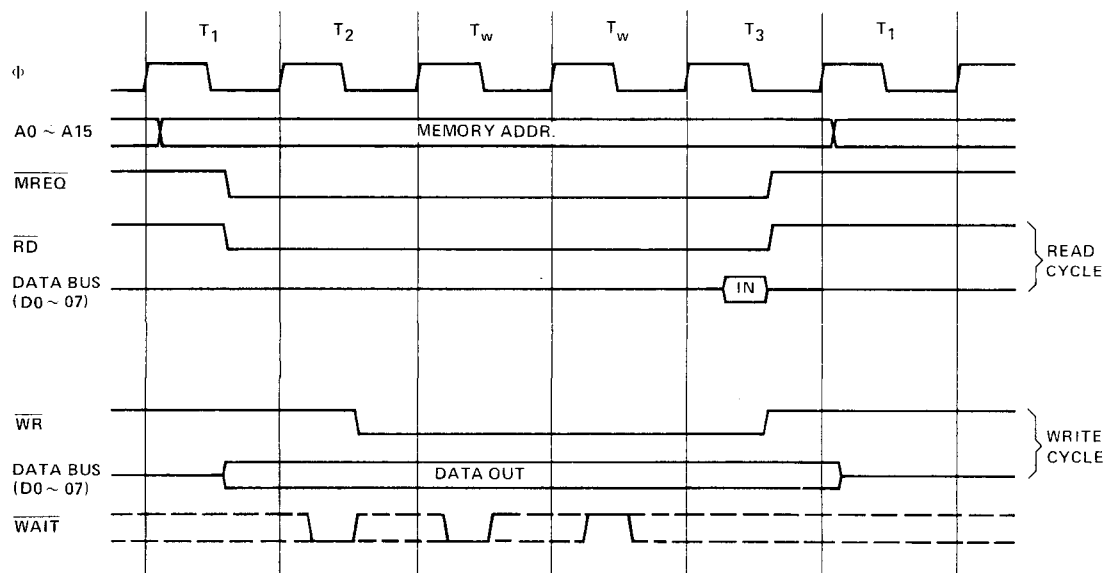 T1 T2 Tw Tw T3 T1
Φ
A0 ~ A15 MEMORY ADDR.
MREQ
RD
READ CYCLE
DATA BUS (D0 ~ 07) IN
WR
WRITE CYCLE
DATA BUS (D0 ~ 07) DATA OUT
WAIT